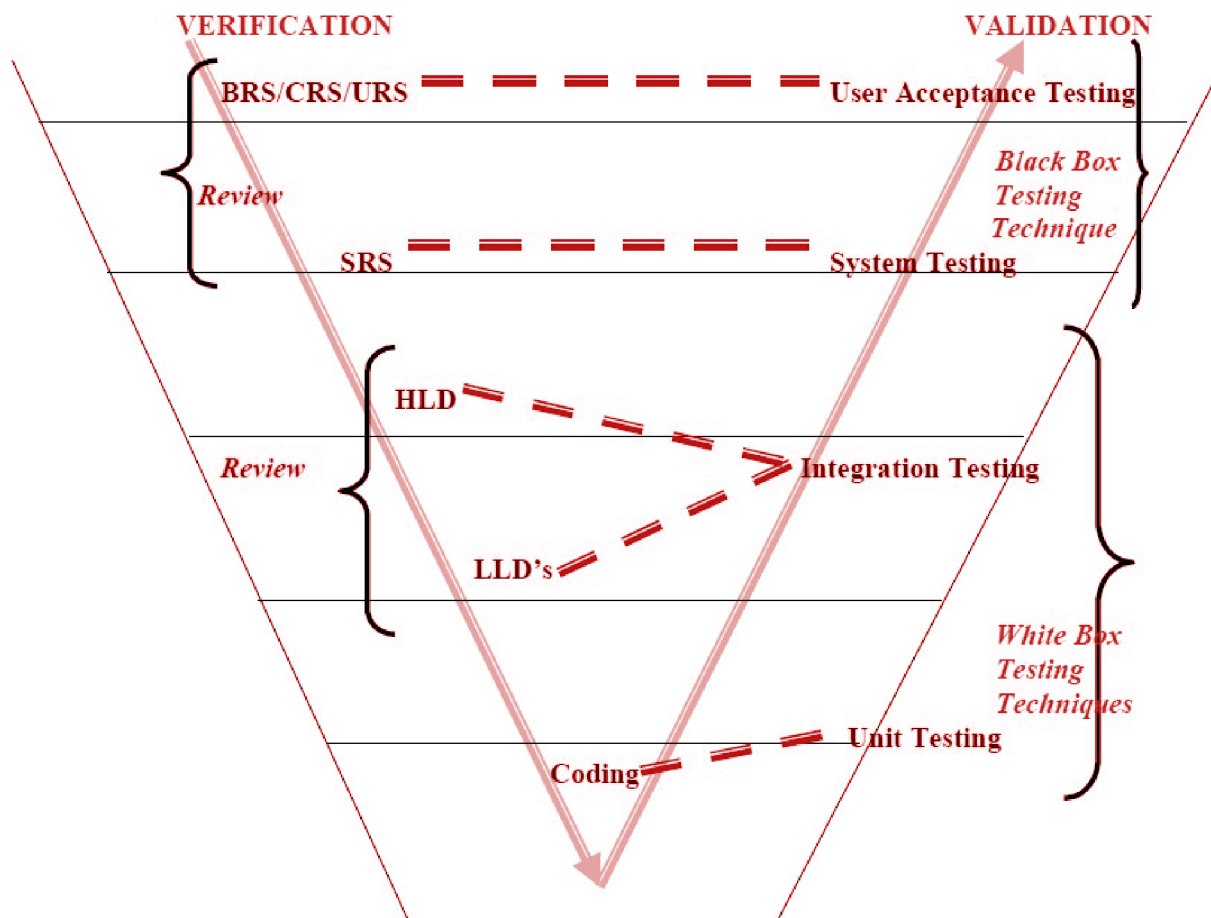 VERIFICATION
VALIDATION
BRS/CRS/URS
User Acceptance Testing
Review
Black Box
Testing
Technique
SRS
System Testing
HLD
Review
Integration Testing
LLD’s
White Box
Testing
Techniques
Unit Testing
Coding